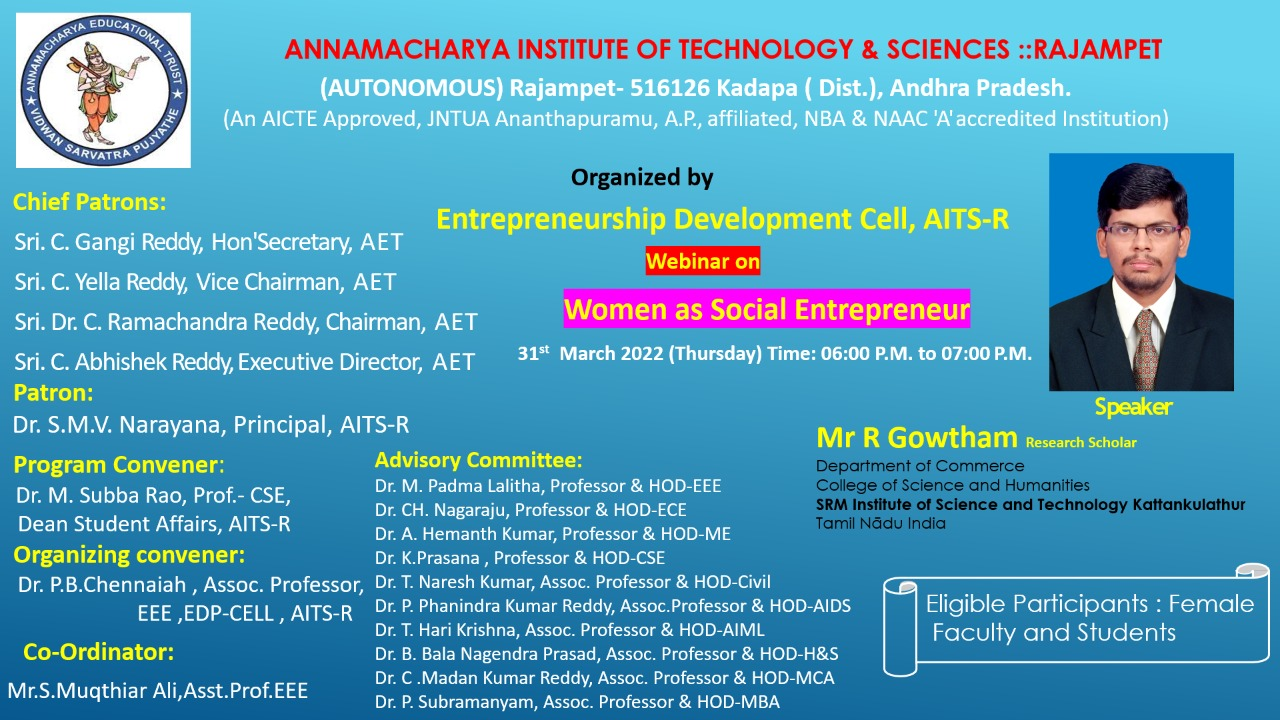 ANNAMACHARYA EDUCATIONAL TRUST
★ VIDWAN SARVATRA PUJYATHE ★
ANNAMACHARYA INSTITUTE OF TECHNOLOGY & SCIENCES ::RAJAMPET
(AUTONOMOUS) Rajampet- 516126 Kadapa ( Dist.), Andhra Pradesh.
(An AICTE Approved, JNTUA Ananthapuramu, A.P., affiliated, NBA & NAAC 'A' accredited Institution)
Organized by
Entrepreneurship Development Cell, AITS-R
Webinar on
Women as Social Entrepreneur
31st March 2022 (Thursday) Time: 06:00 P.M. to 07:00 P.M.
Chief Patrons:
Sri. C. Gangi Reddy, Hon'Secretary, AET
Sri. C. Yella Reddy, Vice Chairman, AET
Sri. Dr. C. Ramachandra Reddy, Chairman, AET
Sri. C. Abhishek Reddy, Executive Director, AET
Patron:
Dr. S.M.V. Narayana, Principal, AITS-R
Program Convener:
Dr. M. Subba Rao, Prof.- CSE,
Dean Student Affairs, AITS-R
Organizing convener:
Dr. P.B.Chennaiah , Assoc. Professor,
EEE ,EDP-CELL , AITS-R
Co-Ordinator:
Mr.S.Muqthiar Ali,Asst.Prof.EEE
Advisory Committee:
Dr. M. Padma Lalitha, Professor & HOD-EEE
Dr. CH. Nagaraju, Professor & HOD-ECE
Dr. A. Hemanth Kumar, Professor & HOD-ME
Dr. K.Prasana , Professor & HOD-CSE
Dr. T. Naresh Kumar, Assoc. Professor & HOD-Civil
Dr. P. Phanindra Kumar Reddy, Assoc.Professor & HOD-AIDS
Dr. T. Hari Krishna, Assoc. Professor & HOD-AIML
Dr. B. Bala Nagendra Prasad, Assoc. Professor & HOD-H&S
Dr. C .Madan Kumar Reddy, Assoc. Professor & HOD-MCA
Dr. P. Subramanyam, Assoc. Professor & HOD-MBA
Speaker
Mr R Gowtham Research Scholar
Department of Commerce
College of Science and Humanities
SRM Institute of Science and Technology Kattankulathur
Tamil Nādu India
Eligible Participants : Female
Faculty and Students